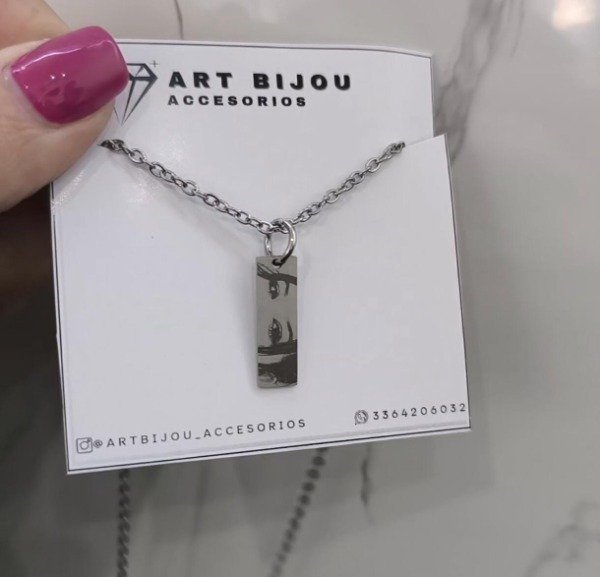 ART BIJOU
ACCESORIOS
@ARTBIJOU_ACCESORIOS
3364206032